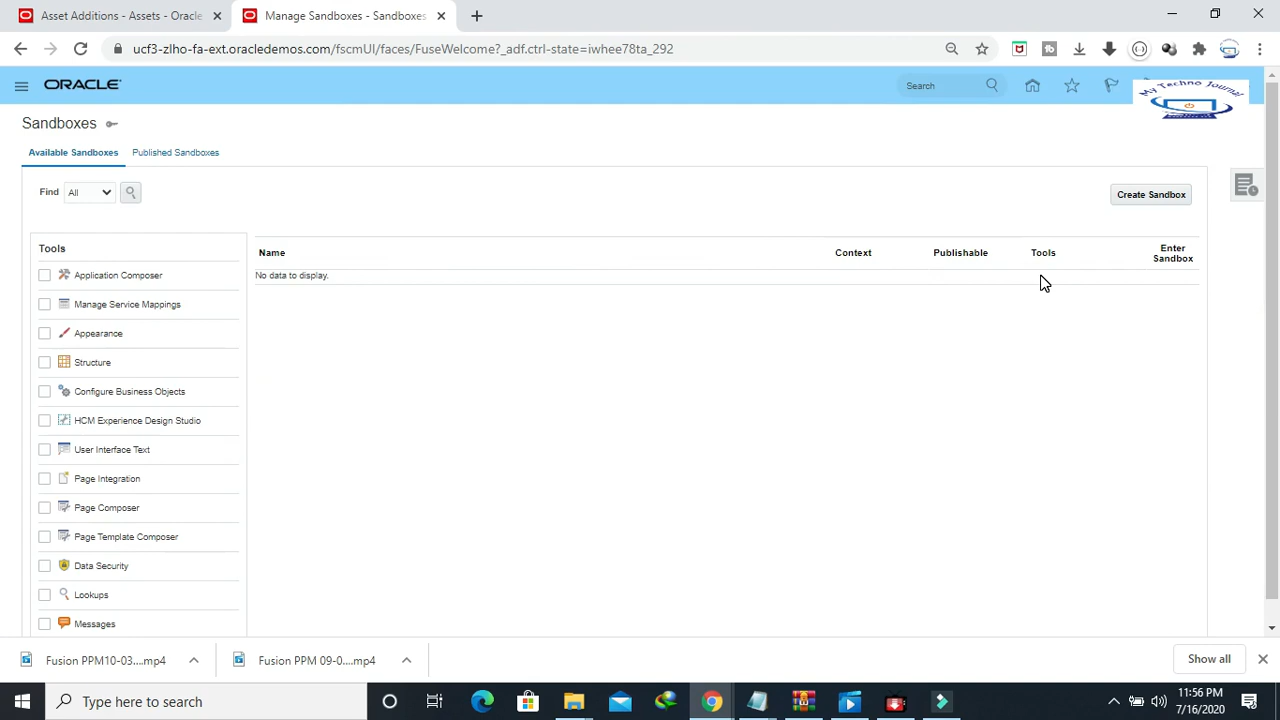 Asset Additions - Assets - Oracle
Manage Sandboxes - Sandboxes
ucf3-zlho-fa-ext.oracledemos.com/fscmUI/faces/FuseWelcome?_adf.ctrl-state=iwhee78ta_292
ORACLE
Search
My Techno Journal
Sandboxes
Available Sandboxes
Published Sandboxes
Find
All
Create Sandbox
Tools
Name
Context
Publishable
Tools
Enter
Sandbox
No data to display.
Application Composer
Manage Service Mappings
Appearance
Structure
Configure Business Objects
HCM Experience Design Studio
User Interface Text
Page Integration
Page Composer
Page Template Composer
Data Security
Lookups
Messages
Fusion PPM10-03....mp4
Fusion PPM 09-0....mp4
Show all
Type here to search
11:56 PM
7/16/2020